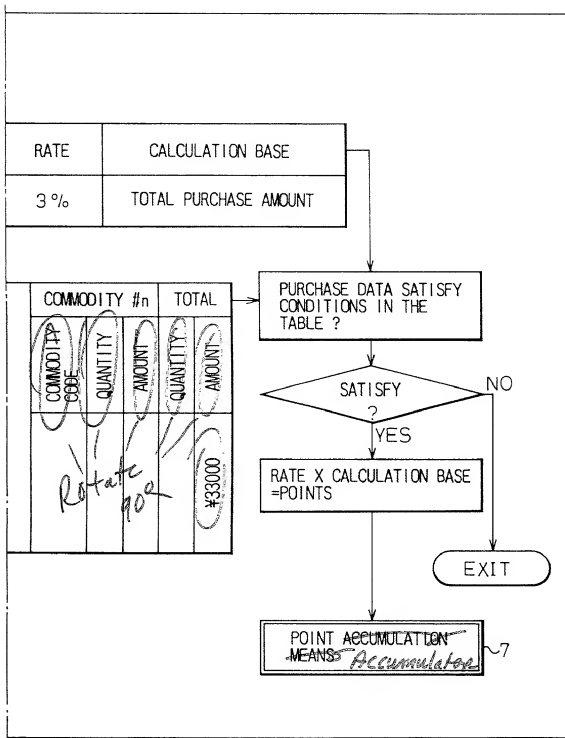 RATE CALCULATION BASE
3% TOTAL PURCHASE AMOUNT
COMMODITY #n TOTAL
COMMODITY CODE QUANTITY AMOUNT QUANTITY AMOUNT
¥33000
Rotate
90°
PURCHASE DATA SATISFY
CONDITIONS IN THE
TABLE ?
SATISFY
?
NO
YES
RATE X CALCULATION BASE
=POINTS
EXIT
POINT ACCUMULATION
MEANS Accumulator
7